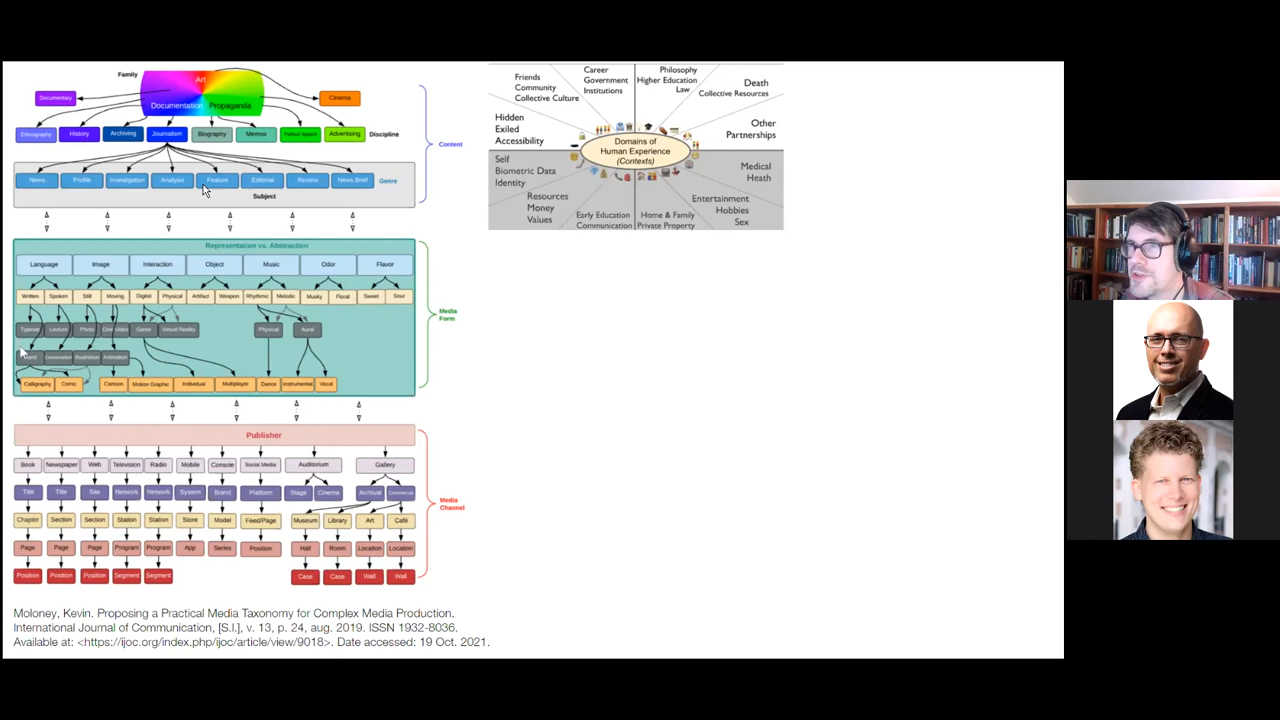 Family
Art
Documentary
Documentation
Propaganda
Cinema
Ethnography
History
Archiving
Journalism
Biography
Memoir
Political Speech
Advertising
Discipline
Content
News
Profile
Investigation
Analysis
Feature
Editorial
Review
News Brief
Genre
Subject
Representation vs. Abstraction
Language
Image
Interaction
Object
Music
Odor
Flavor
Written
Spoken
Still
Moving
Digital
Physical
Artifact
Weapon
Rhythmic
Melodic
Musky
Floral
Sweet
Sour
Typeset
Lecture
Photo
Cine/Video
Game
Virtual Reality
Physical
Aural
Media
Form
Conversation
Illustration
Animation
Calligraphy
Comic
Cartoon
Motion Graphic
Individual
Multiplayer
Dance
Instrumental
Vocal
Publisher
Book
Newspaper
Web
Television
Radio
Mobile
Console
Social Media
Auditorium
Gallery
Title
Title
Site
Network
Network
System
Brand
Platform
Stage
Cinema
Archival
Commercial
Media
Channel
Chapter
Section
Section
Station
Station
Store
Model
Feed/Page
Museum
Library
Art
Café
Page
Page
Page
Program
Program
App
Series
Position
Hall
Room
Location
Location
Position
Position
Position
Segment
Segment
Case
Case
Wall
Wall
Moloney, Kevin. Proposing a Practical Media Taxonomy for Complex Media Production.
International Journal of Communication, [S.l.], v. 13, p. 24, aug. 2019. ISSN 1932-8036.
Available at: <https://ijoc.org/index.php/ijoc/article/view/9018>. Date accessed: 19 Oct. 2021.
Friends
Community
Collective Culture
Career
Government
Institutions
Philosophy
Higher Education
Law
Death
Collective Resources
Hidden
Exiled
Accessibility
Domains of
Human Experience
(Contexts)
Other
Partnerships
Self
Biometric Data
Identity
Medical
Heath
Resources
Money
Values
Early Education
Communication
Home & Family
Private Property
Entertainment
Hobbies
Sex